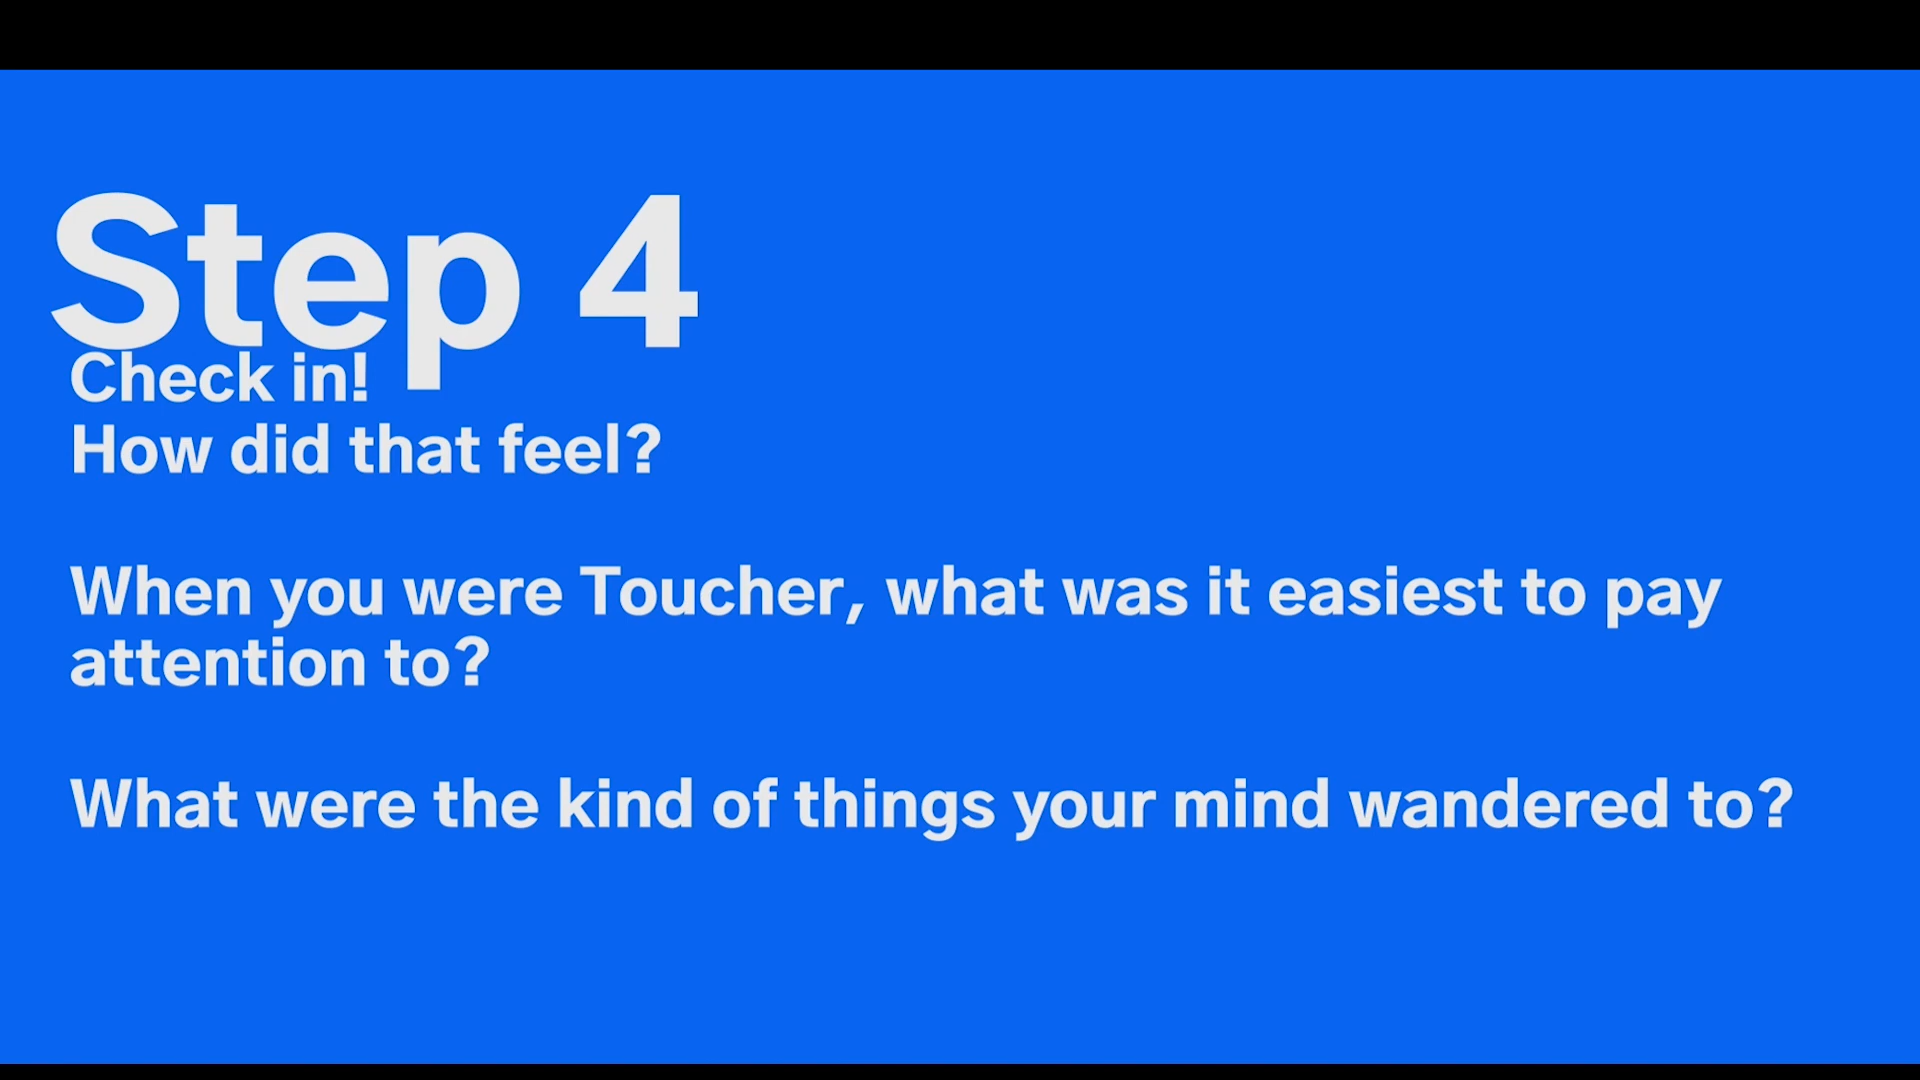 Step 4
Check in!
How did that feel?
When you were Toucher, what was it easiest to pay
attention to?
What were the kind of things your mind wandered to?